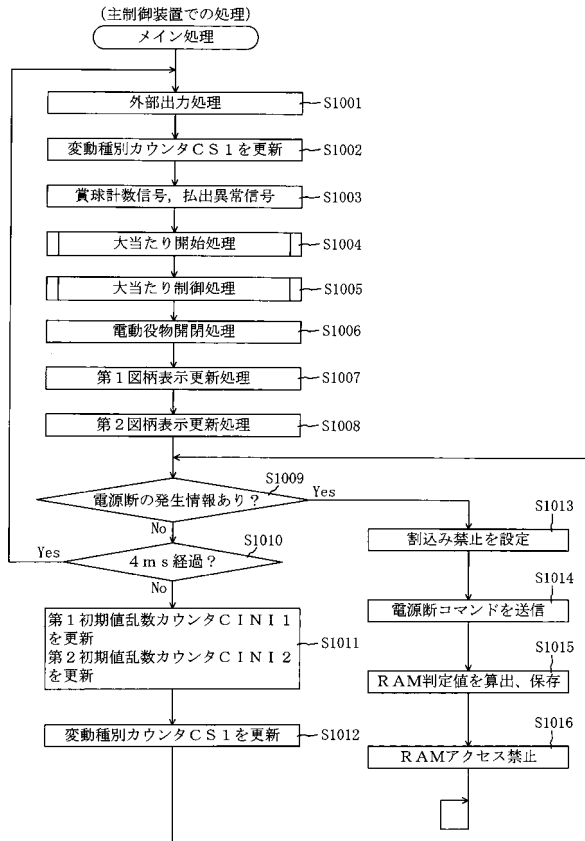 (主制御装置での処理)
メイン処理
外部出力処理
S1001
変動種別カウンタCS1を更新
S1002
賞球計数信号，払出異常信号
S1003
大当たり開始処理
S1004
大当たり制御処理
S1005
電動役物開閉処理
S1006
第1図柄表示更新処理
S1007
第2図柄表示更新処理
S1008
S1009
電源断の発生情報あり？
Yes
No
S1010
Yes
4ms経過？
No
第1初期値乱数カウンタCINI1
を更新
第2初期値乱数カウンタCINI2
を更新
S1011
変動種別カウンタCS1を更新
S1012
S1013
割込み禁止を設定
S1014
電源断コマンドを送信
S1015
RAM判定値を算出、保存
S1016
RAMアクセス禁止